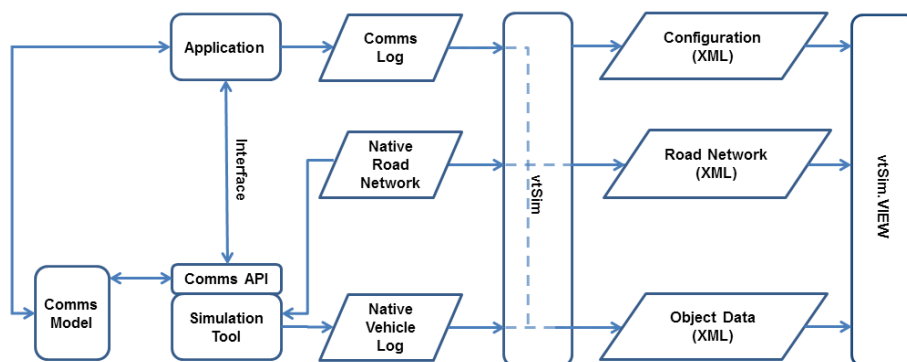 Application
Comms
Log
Configuration
(XML)
Interface
Native
Road
Network
vtSim
Road Network
(XML)
vtSim.VIEW
Comms API
Comms
Model
Simulation
Tool
Native
Vehicle
Log
Object Data
(XML)